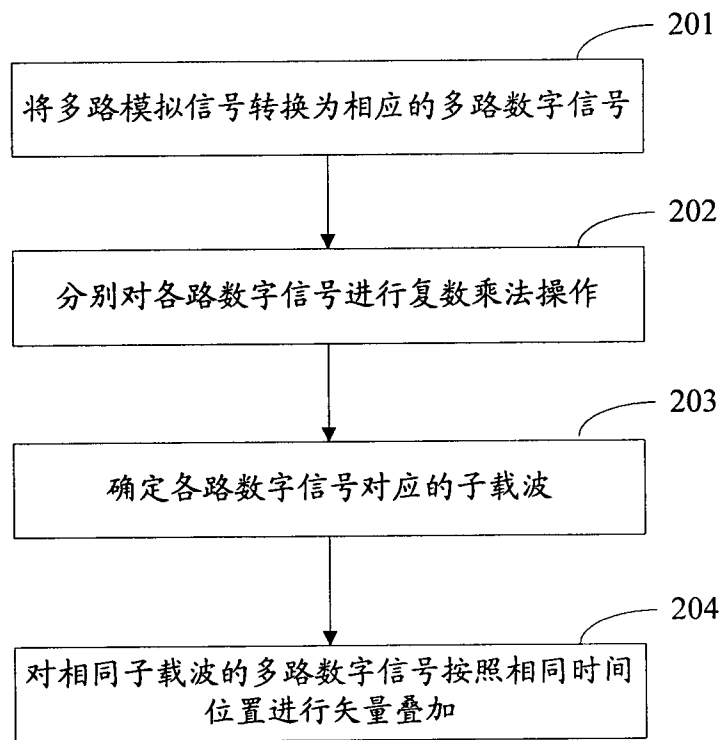 201
将多路模拟信号转换为相应的多路数字信号
202
分别对各路数字信号进行复数乘法操作
203
确定各路数字信号对应的子载波
204
对相同子载波的多路数字信号按照相同时间
位置进行矢量叠加